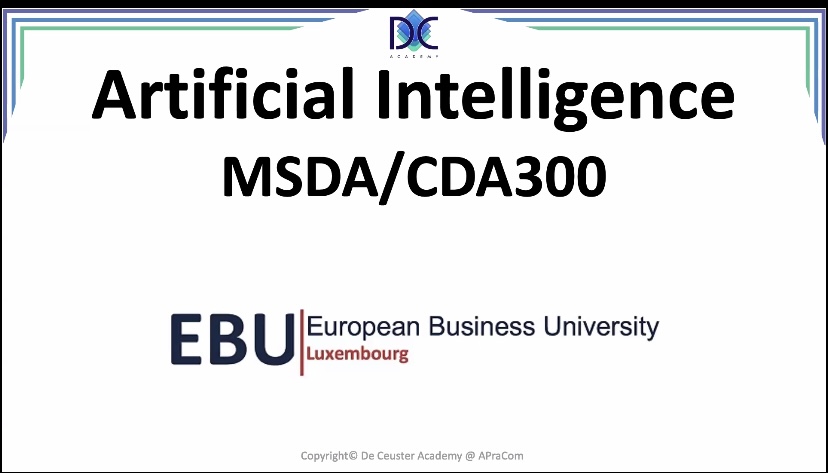 DC
ACADEMY
Artificial Intelligence
MSDA/CDA300
EBU
European Business University
Luxembourg
Copyright© De Ceuster Academy @ APraCom